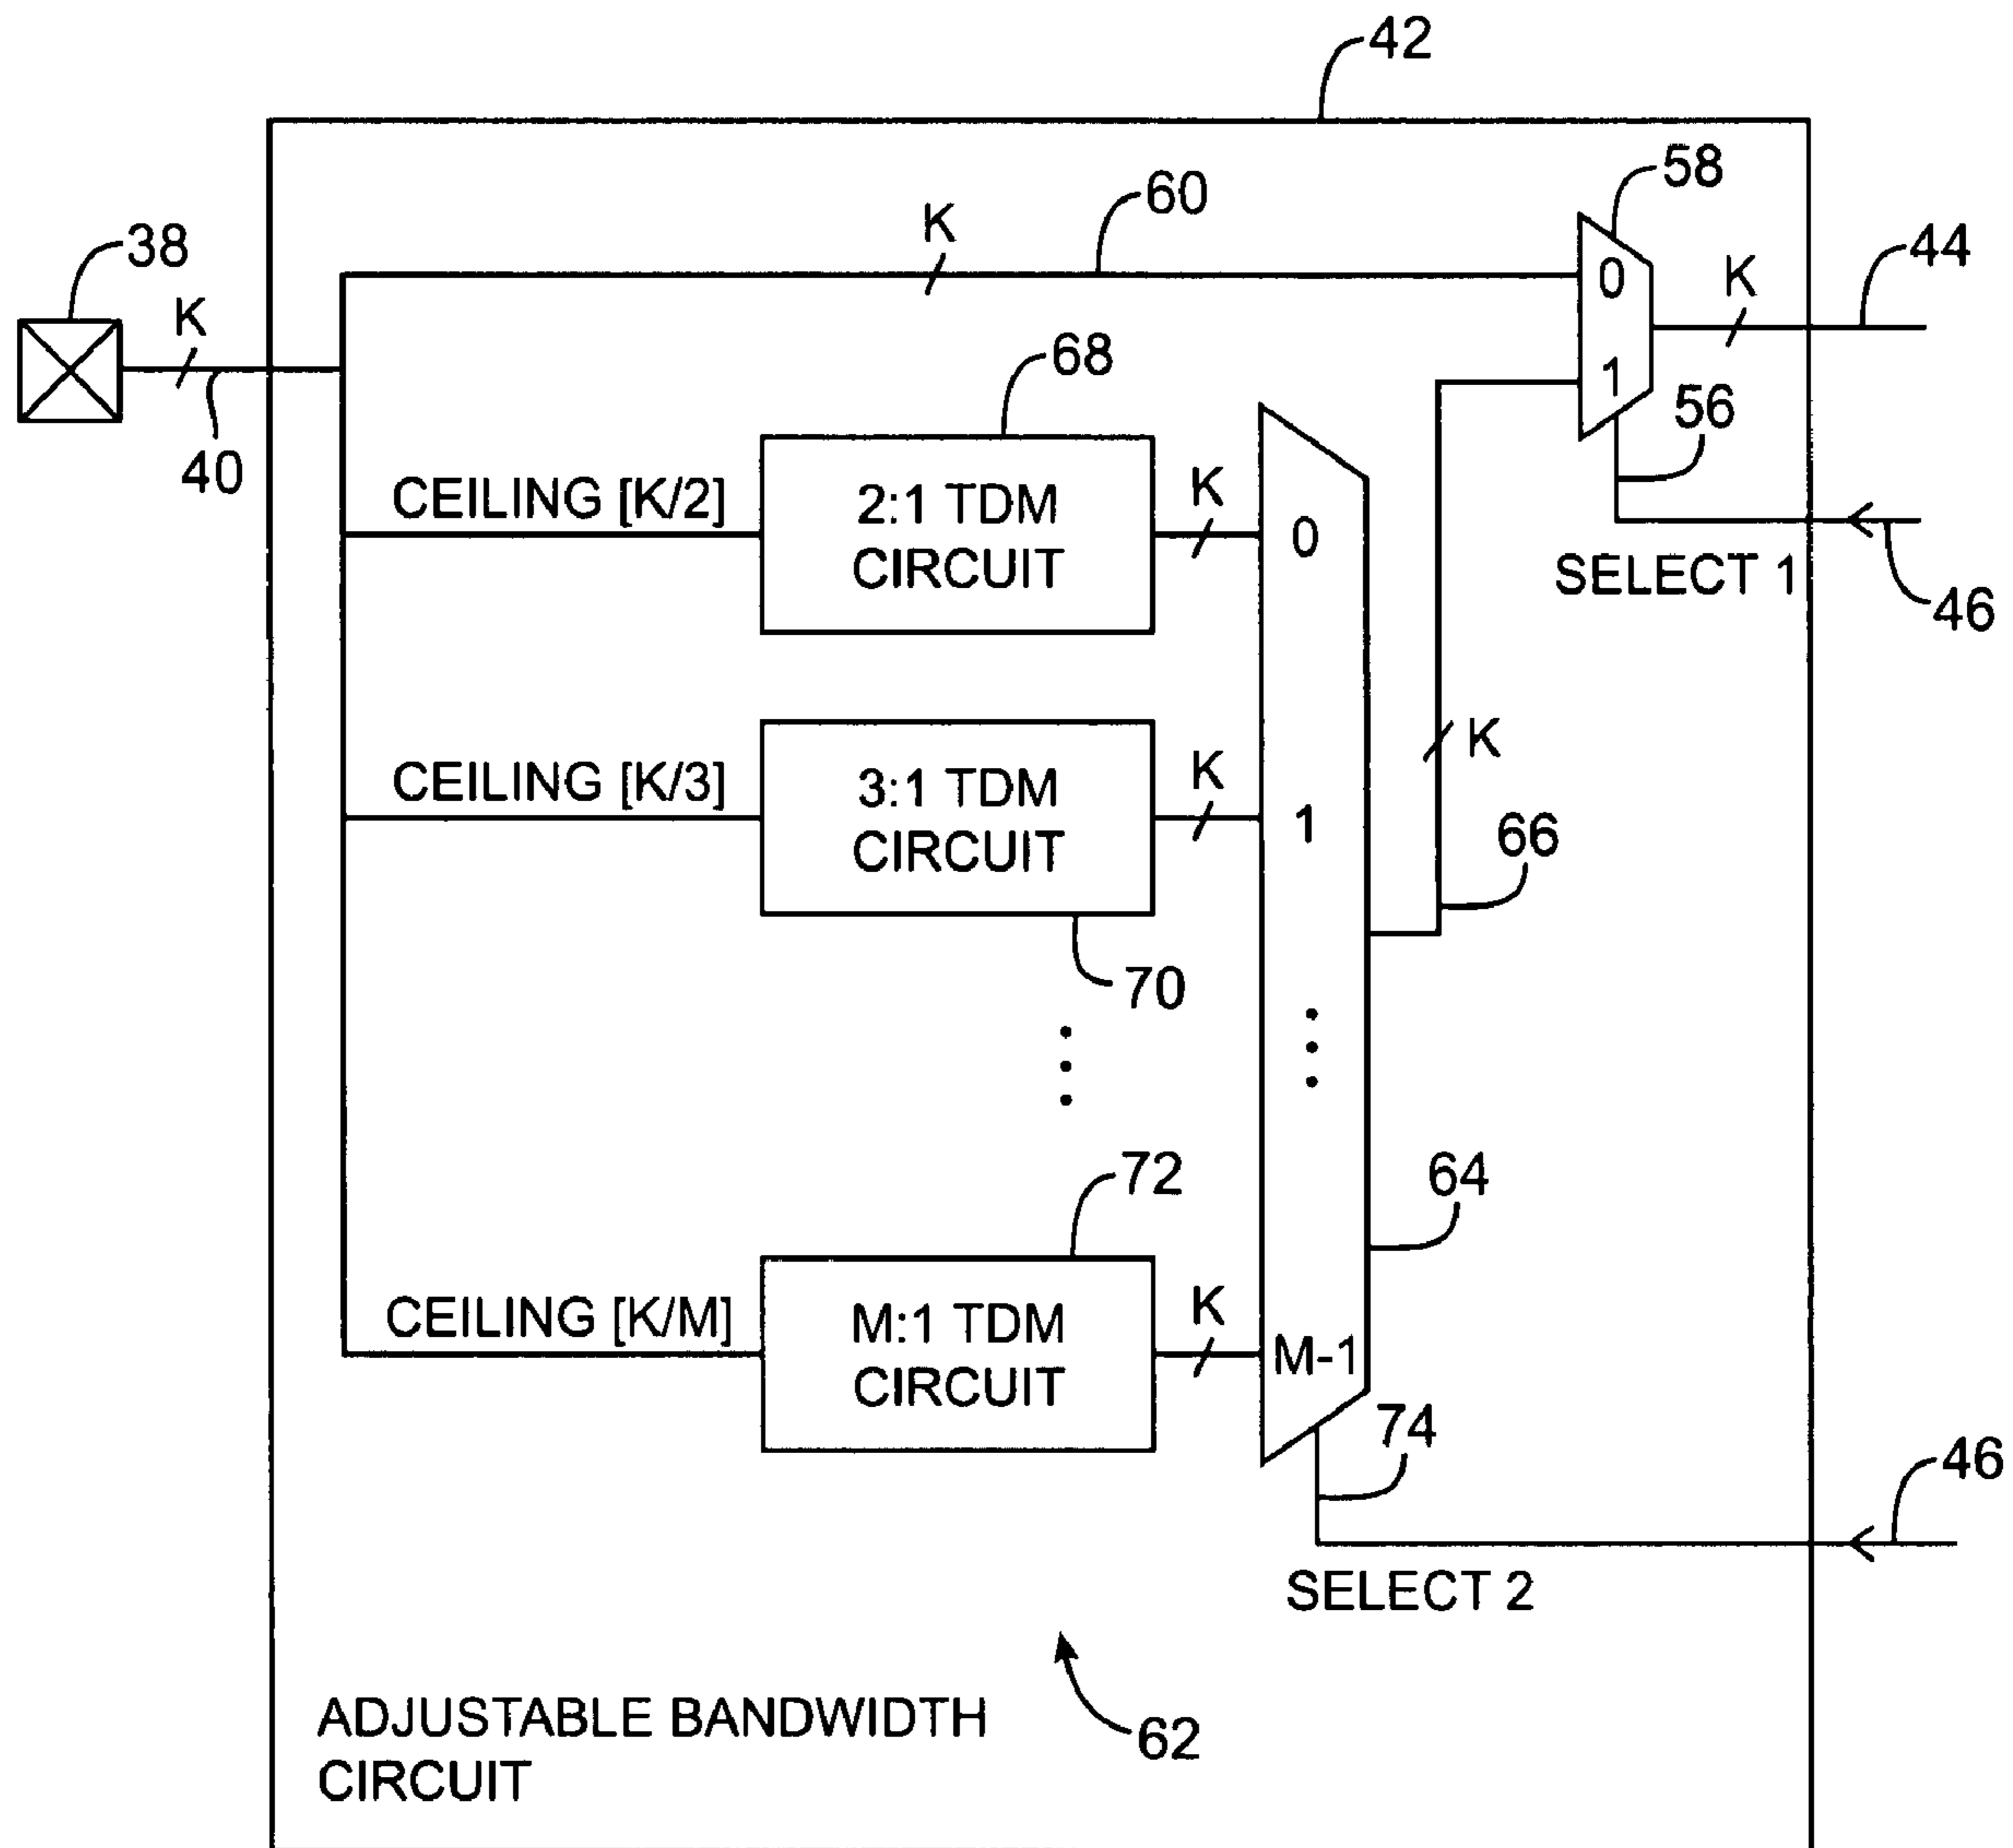 42
58
60
K
38
K
44
K
0
1
68
56
40
CEILING [K/2]
2:1 TDM
CIRCUIT
K
0
SELECT 1
46
K
CEILING [K/3]
3:1 TDM
CIRCUIT
K
1
66
70
72
64
CEILING [K/M]
M:1 TDM
CIRCUIT
K
M-1
74
46
SELECT 2
62
ADJUSTABLE BANDWIDTH
CIRCUIT